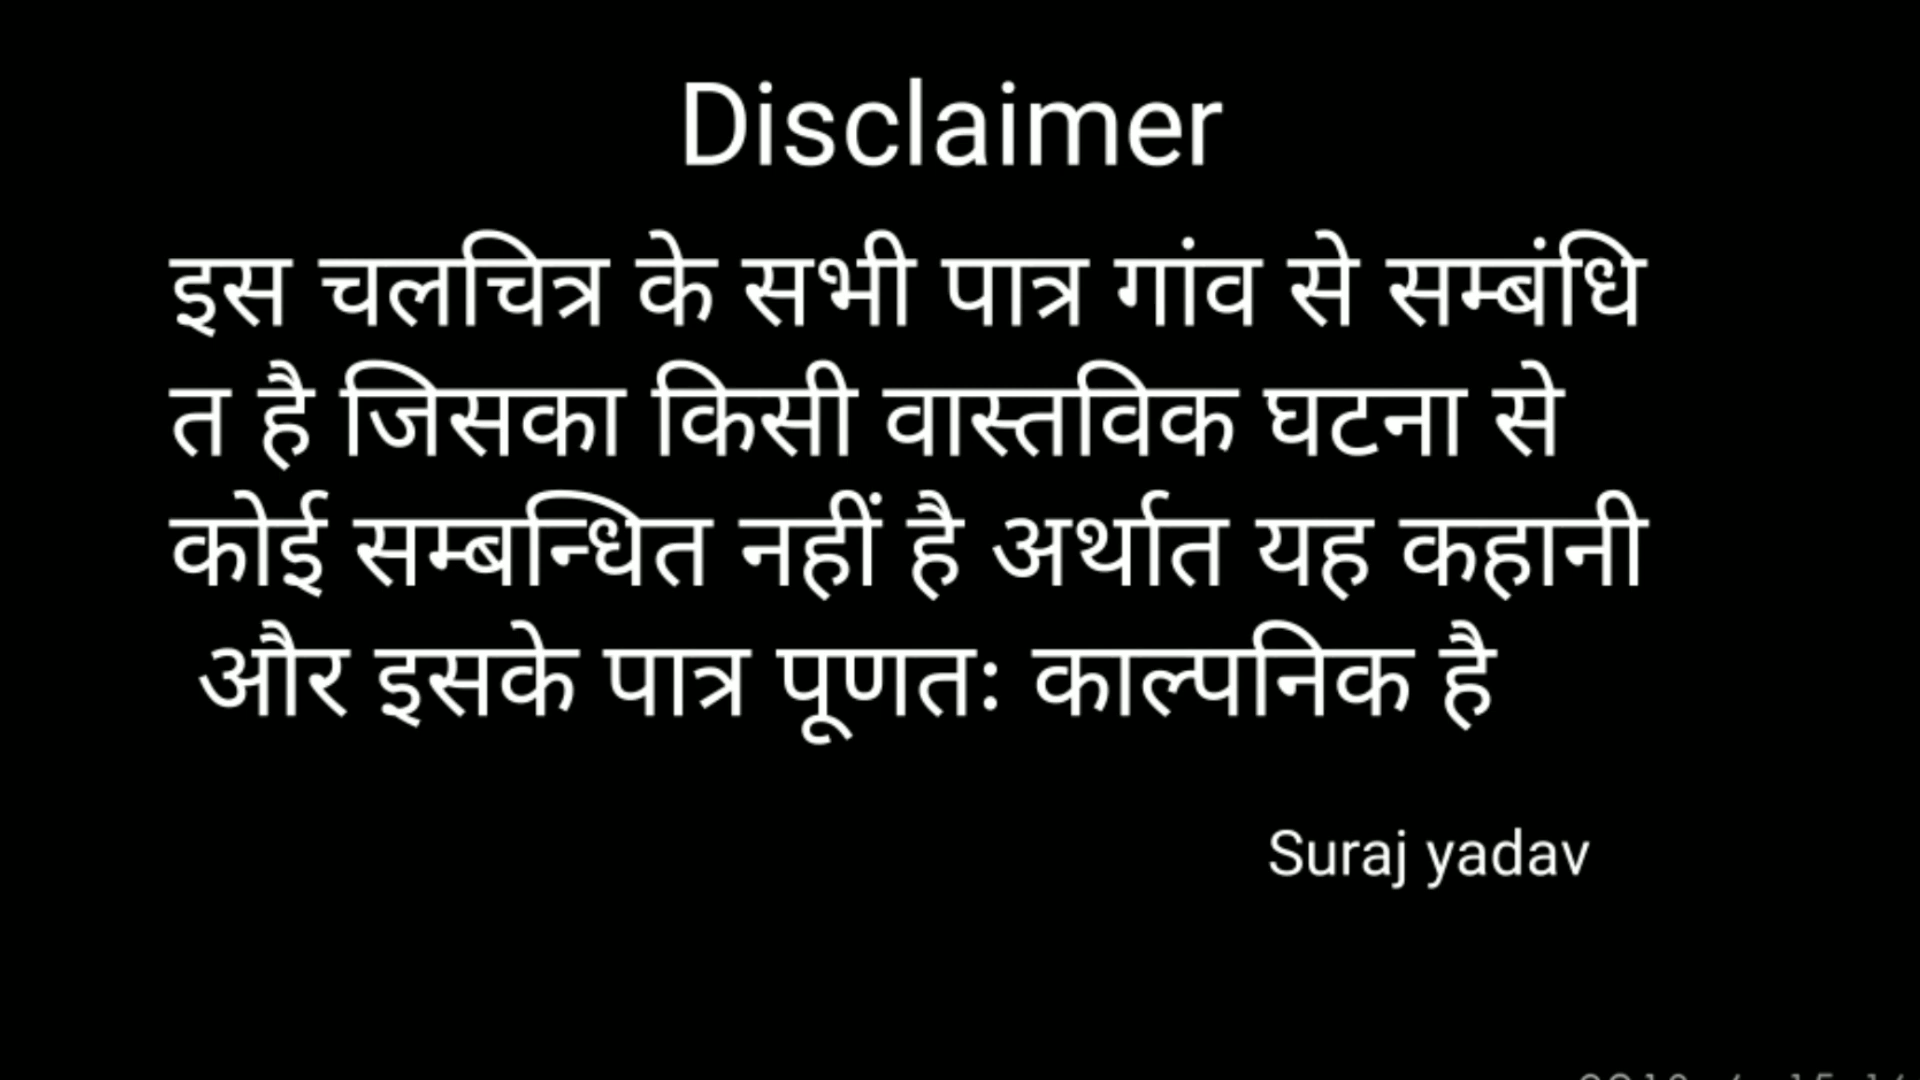 Disclaimer
इस चलचित्र के सभी पात्र गांव से सम्बंधि
त है जिसका किसी वास्तविक घटना से
कोई सम्बन्धित नहीं है अर्थात यह कहानी
और इसके पात्र पूणतः काल्पनिक है
Suraj yadav